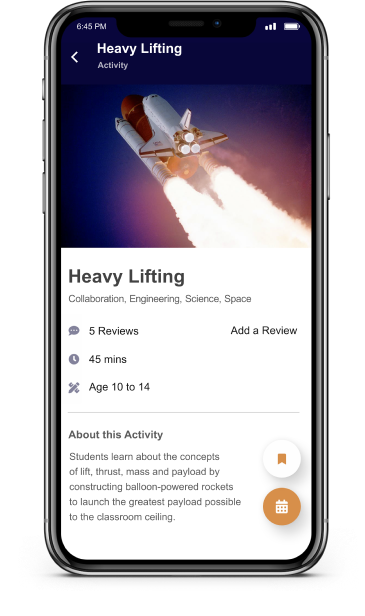 6:45 PM
Heavy Lifting
Activity
Heavy Lifting
Collaboration, Engineering, Science, Space
5 Reviews
Add a Review
45 mins
Age 10 to 14
About this Activity
Students learn about the concepts
of lift, thrust, mass and payload by
constructing balloon-powered rockets
to launch the greatest payload possible
to the classroom ceiling.